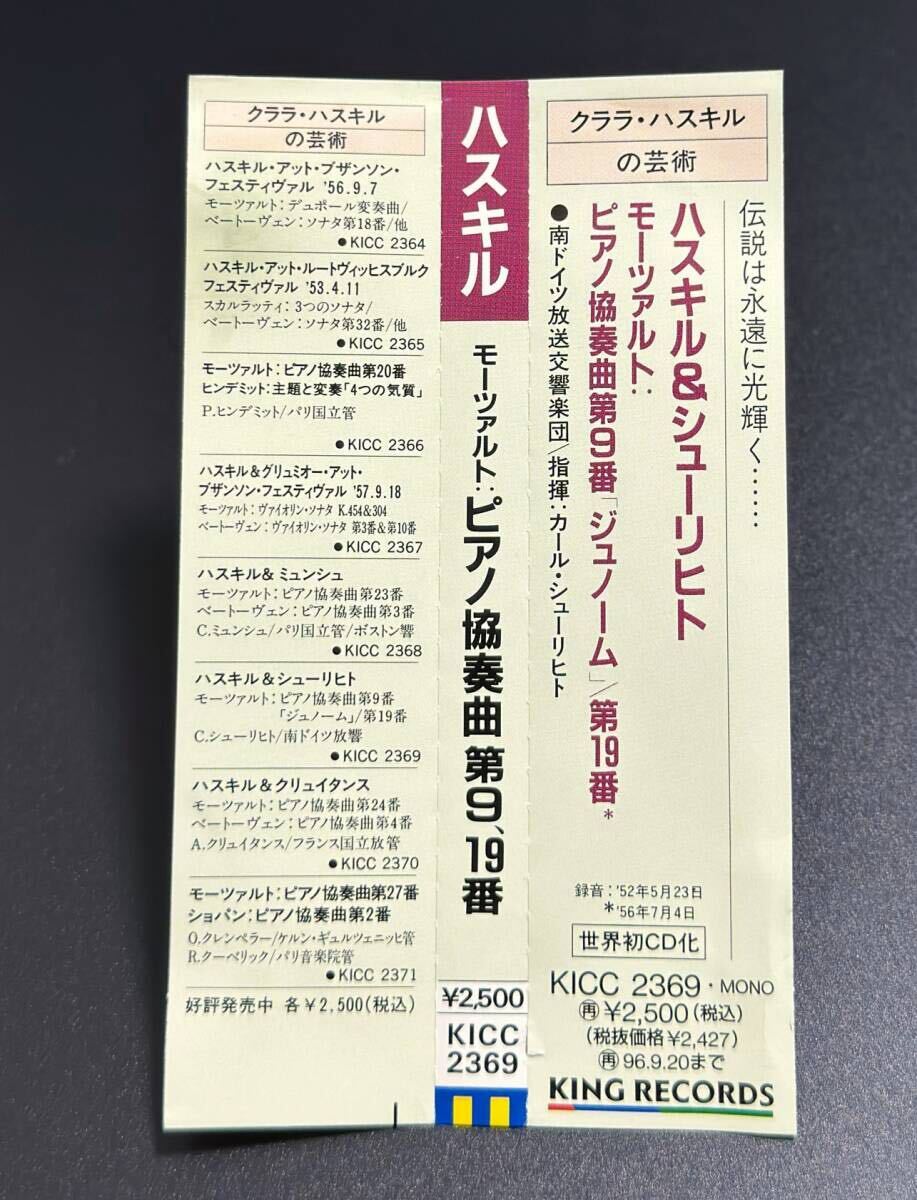 クララ・ハスキル
の芸術
ハスキル・アット・ブザンソン・
フェスティヴァル '56.9.7
モーツァルト:デュポール変奏曲/
ベートーヴェン:ソナタ第18番/他
●KICC 2364
ハスキル・アット・ルートヴィッヒスブルク
フェスティヴァル '53.4.11
スカルラッティ:3つのソナタ/
ベートーヴェン:ソナタ第32番/他
●KICC 2365
モーツァルト:ピアノ協奏曲第20番
ヒンデミット:主題と変奏「4つの気質」
P.ヒンデミット/パリ国立管
●KICC 2366
ハスキル&グリュミオー・アット・
ブザンソン・フェスティヴァル '57.9.18
モーツァルト:ヴァイオリン・ソナタ K.454&304
ベートーヴェン:ヴァイオリン・ソナタ 第3番&第10番
●KICC 2367
ハスキル&ミュンシュ
モーツァルト:ピアノ協奏曲第23番
ベートーヴェン:ピアノ協奏曲第3番
C.ミュンシュ/パリ国立管/ボストン響
●KICC 2368
ハスキル&シューリヒト
モーツァルト:ピアノ協奏曲第9番
「ジュノーム」/第19番
C.シューリヒト/南ドイツ放響
●KICC 2369
ハスキル&クリュイタンス
モーツァルト:ピアノ協奏曲第24番
ベートーヴェン:ピアノ協奏曲第4番
A.クリュイタンス/フランス国立放管
●KICC 2370
モーツァルト:ピアノ協奏曲第27番
ショパン:ピアノ協奏曲第2番
O.クレンペラー/ケルン・ギュルツェニッヒ管
R.クーベリック/パリ音楽院管
●KICC 2371
好評発売中 各¥2,500(税込)
ハスキル
モーツァルト:ピアノ協奏曲 第9、19番
¥2,500
KICC
2369
クララ・ハスキル
の芸術
伝説は永遠に光輝く……
ハスキル&シューリヒト
モーツァルト:
ピアノ協奏曲第9番「ジュノーム」/第19番*
●南ドイツ放送交響楽団/指揮:カール・シューリヒト
録音:'52年5月23日
*'56年7月4日
世界初CD化
KICC 2369・MONO
㊢¥2,500(税込)
(税抜価格¥2,427)
㊢96.9.20まで
KING RECORDS